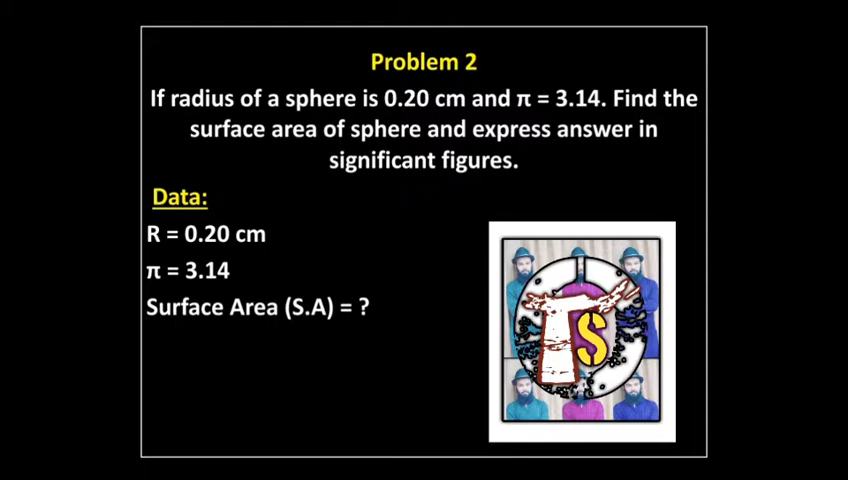 Problem 2
If radius of a sphere is 0.20 cm and π = 3.14. Find the
surface area of sphere and express answer in
significant figures.
Data:
R = 0.20 cm
π = 3.14
Surface Area (S.A) = ?
TS